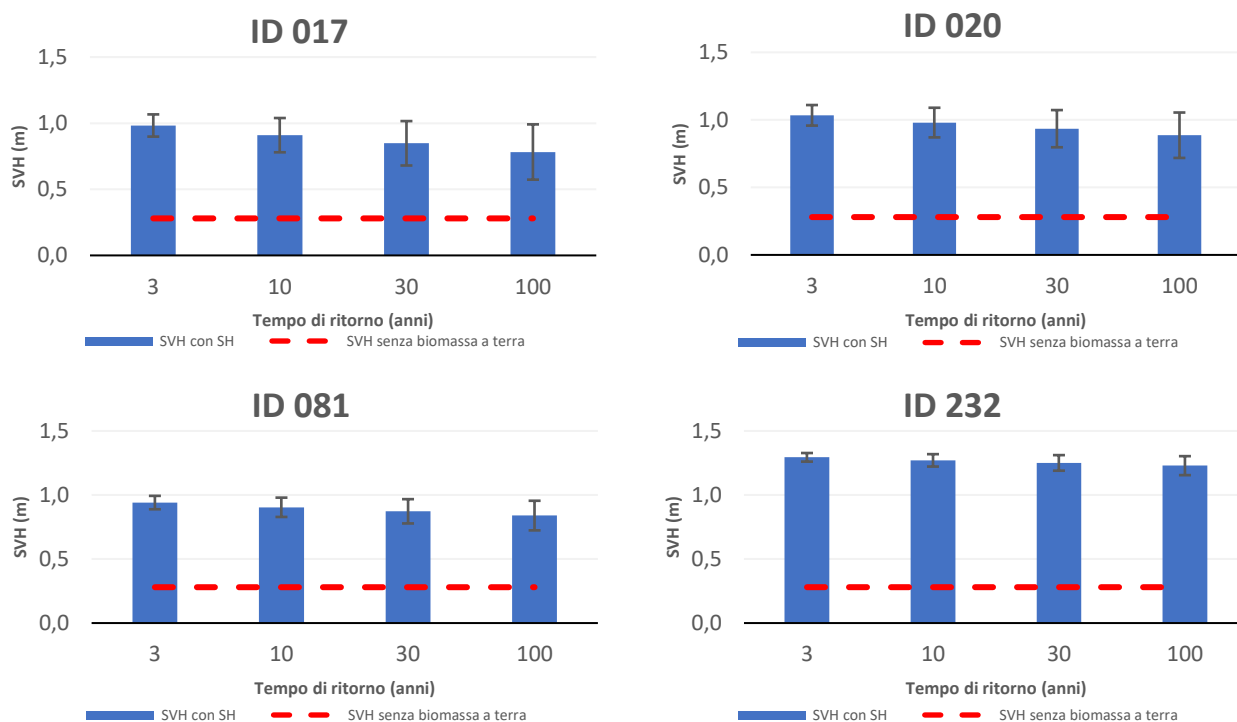 ID 017
1,5
1,0
0,5
0,0
SVH (m)
3 10 30 100
Tempo di ritorno (anni)
SVH con SH SVH senza biomassa a terra
ID 020
1,5
1,0
0,5
0,0
SVH (m)
3 10 30 100
Tempo di ritorno (anni)
SVH con SH SVH senza biomassa a terra
ID 081
1,5
1,0
0,5
0,0
SVH (m)
3 10 30 100
Tempo di ritorno (anni)
SVH con SH SVH senza biomassa a terra
ID 232
1,5
1,0
0,5
0,0
SVH (m)
3 10 30 100
Tempo di ritorno (anni)
SVH con SH SVH senza biomassa a terra